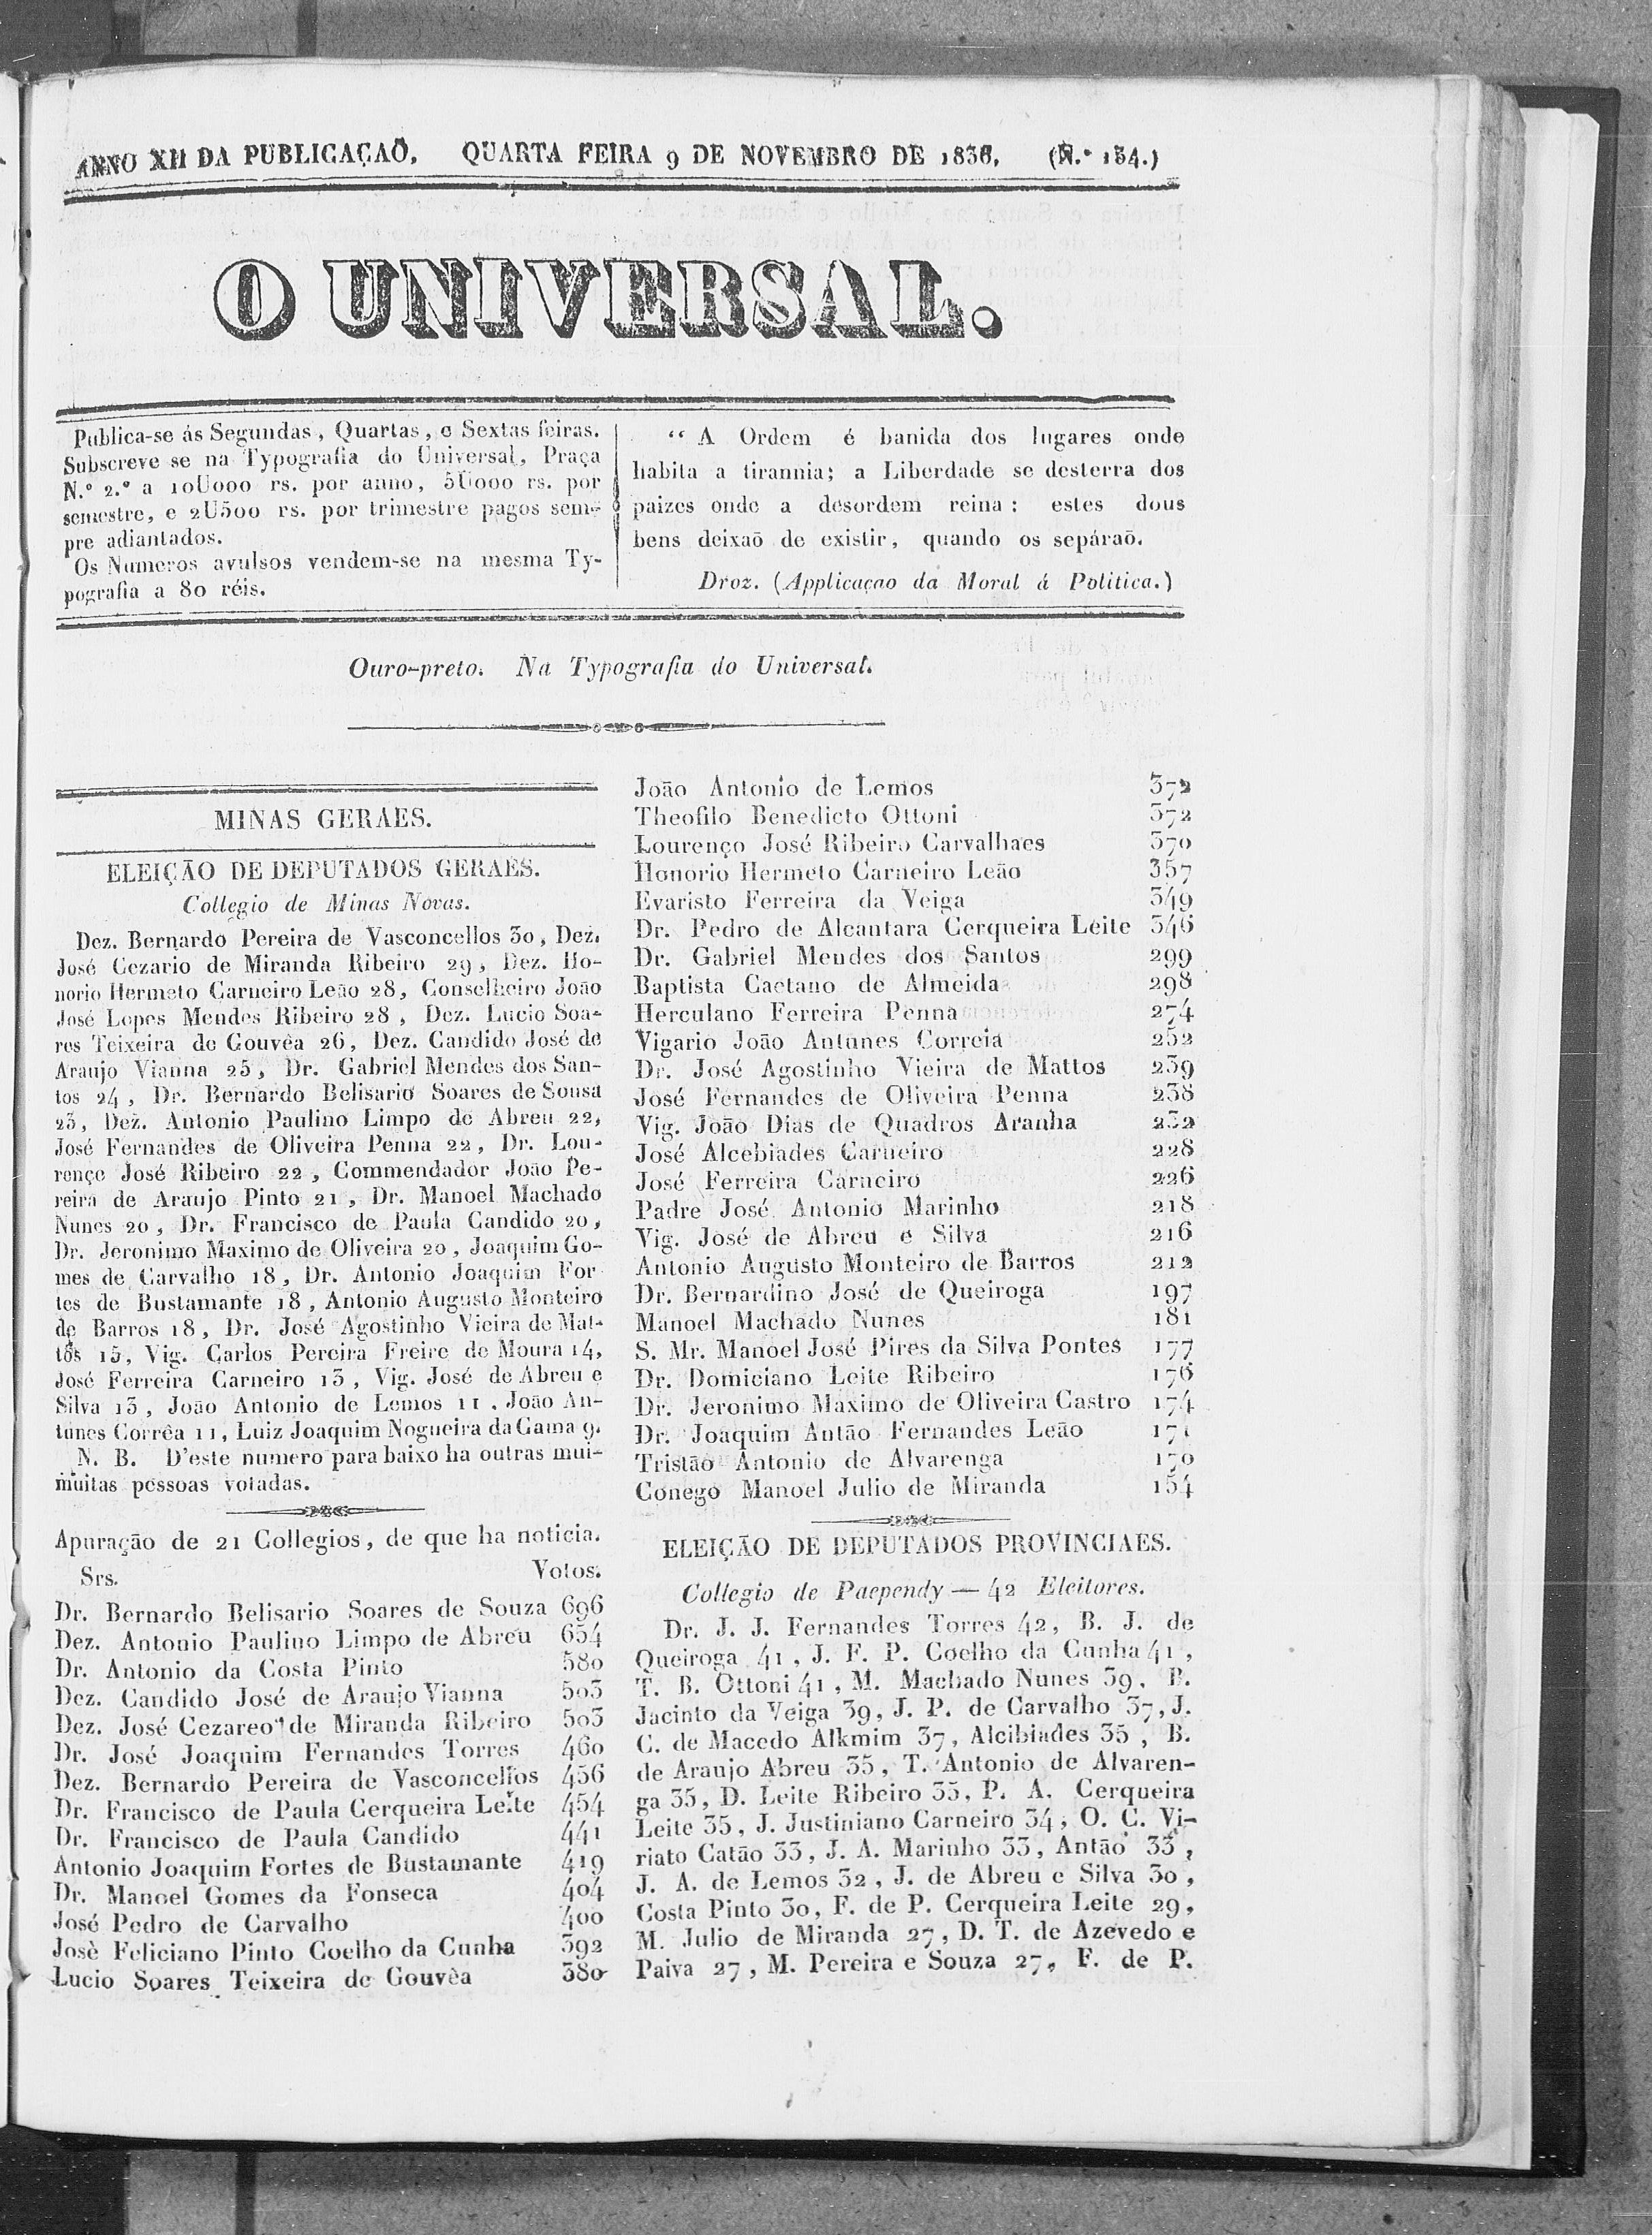 ANNO XII DA PUBLICAÇAÕ. QUARTA FEIRA 9 DE NOVEMBRO DE 1836. (N.º 134.)
O UNIVERSAL.
Publica-se ás Segundas, Quartas, e Sextas feiras.
Subscreve se na Typografia do Universal, Praça
N.º 2.º a 10U000 rs. por anno, 5U000 rs. por
semestre, e 2U500 rs. por trimestre pagos sem-
pre adiantados.
Os Numeros avulsos vendem-se na mesma Ty-
pografia a 80 réis.
“ A Ordem é banida dos lugares onde
habita a tirannia; a Liberdade se desterra dos
paizes onde a desordem reina: estes dous
bens deixaõ de existir, quando os sepáraõ.
Droz. (Applicaçao da Moral á Politica.)
Ouro-preto. Na Typografia do Universal.
MINAS GERAES.
ELEIÇÃO DE DEPUTADOS GERAES.
Collegio de Minas Novas.
Dez. Bernardo Pereira de Vasconcellos 30, Dez.
José Cezario de Miranda Ribeiro 29, Dez. Ho-
norio Hermeto Carneiro Leão 28, Conselheiro João
José Lopes Mendes Ribeiro 28, Dez. Lucio Soa-
res Teixeira de Gouvêa 26, Dez. Candido José de
Araujo Vianna 25, Dr. Gabriel Mendes dos San-
tos 24, Dr. Bernardo Belisario Soares de Sousa
23, Dez. Antonio Paulino Limpo de Abreu 22,
José Fernandes de Oliveira Penna 22, Dr. Lou-
renço José Ribeiro 22, Commendador João Pe-
reira de Araujo Pinto 21, Dr. Manoel Machado
Nunes 20, Dr. Francisco de Paula Candido 20,
Dr. Jeronimo Maximo de Oliveira 20, Joaquim Go-
mes de Carvalho 18, Dr. Antonio Joaquim For-
tes de Bustamante 18, Antonio Augusto Monteiro
de Barros 18, Dr. José Agostinho Vieira de Mat-
tos 15, Vig. Carlos Pereira Freire de Moura 14,
José Ferreira Carneiro 13, Vig. José de Abreu e
Silva 13, João Antonio de Lemos 11, João An-
tunes Corrêa 11, Luiz Joaquim Nogueira da Gama 9.
N. B. D'este numero para baixo ha outras mui-
muitas pessoas votadas.
Apuração de 21 Collegios, de que ha noticia.
Srs. Votos.
Dr. Bernardo Belisario Soares de Souza 696
Dez. Antonio Paulino Limpo de Abreu 654
Dr. Antonio da Costa Pinto 580
Dez. Candido José de Araujo Vianna 503
Dez. José Cezareo de Miranda Ribeiro 503
Dr. José Joaquim Fernandes Torres 460
Dez. Bernardo Pereira de Vasconcellos 456
Dr. Francisco de Paula Cerqueira Leite 454
Dr. Francisco de Paula Candido 441
Antonio Joaquim Fortes de Bustamante 419
Dr. Manoel Gomes da Fonseca 404
José Pedro de Carvalho 400
Josè Feliciano Pinto Coelho da Cunha 392
Lucio Soares Teixeira de Gouvêa 380
João Antonio de Lemos 372
Theofilo Benedicto Ottoni 372
Lourenço José Ribeiro Carvalhaes 370
Honorio Hermeto Carneiro Leão 357
Evaristo Ferreira da Veiga 349
Dr. Pedro de Alcantara Cerqueira Leite 346
Dr. Gabriel Mendes dos Santos 299
Baptista Caetano de Almeida 298
Herculano Ferreira Penna 274
Vigario João Antunes Correia 252
Dr. José Agostinho Vieira de Mattos 239
José Fernandes de Oliveira Penna 238
Vig. João Dias de Quadros Aranha 232
José Alcebiades Carneiro 228
José Ferreira Carneiro 226
Padre José Antonio Marinho 218
Vig. José de Abreu e Silva 216
Antonio Augusto Monteiro de Barros 212
Dr. Bernardino José de Queiroga 197
Manoel Machado Nunes 181
S. Mr. Manoel José Pires da Silva Pontes 177
Dr. Domiciano Leite Ribeiro 176
Dr. Jeronimo Maximo de Oliveira Castro 174
Dr. Joaquim Antão Fernandes Leão 171
Tristão Antonio de Alvarenga 170
Conego Manoel Julio de Miranda 154
ELEIÇÃO DE DEPUTADOS PROVINCIAES.
Collegio de Paependy — 42 Eleitores.
Dr. J. J. Fernandes Torres 42, B. J. de
Queiroga 41, J. F. P. Coelho da Cunha 41,
T. B. Ottoni 41, M. Machado Nunes 39, B.
Jacinto da Veiga 39, J. P. de Carvalho 37, J.
C. de Macedo Alkmim 37, Alcibiades 35, B.
de Araujo Abreu 35, T. Antonio de Alvaren-
ga 35, D. Leite Ribeiro 35, P. A. Cerqueira
Leite 35, J. Justiniano Carneiro 34, O. C. Vi-
riato Catão 33, J. A. Marinho 33, Antão 33,
J. A. de Lemos 32, J. de Abreu e Silva 30,
Costa Pinto 30, F. de P. Cerqueira Leite 29,
M. Julio de Miranda 27, D. T. de Azevedo e
Paiva 27, M. Pereira e Souza 27, F. de P.